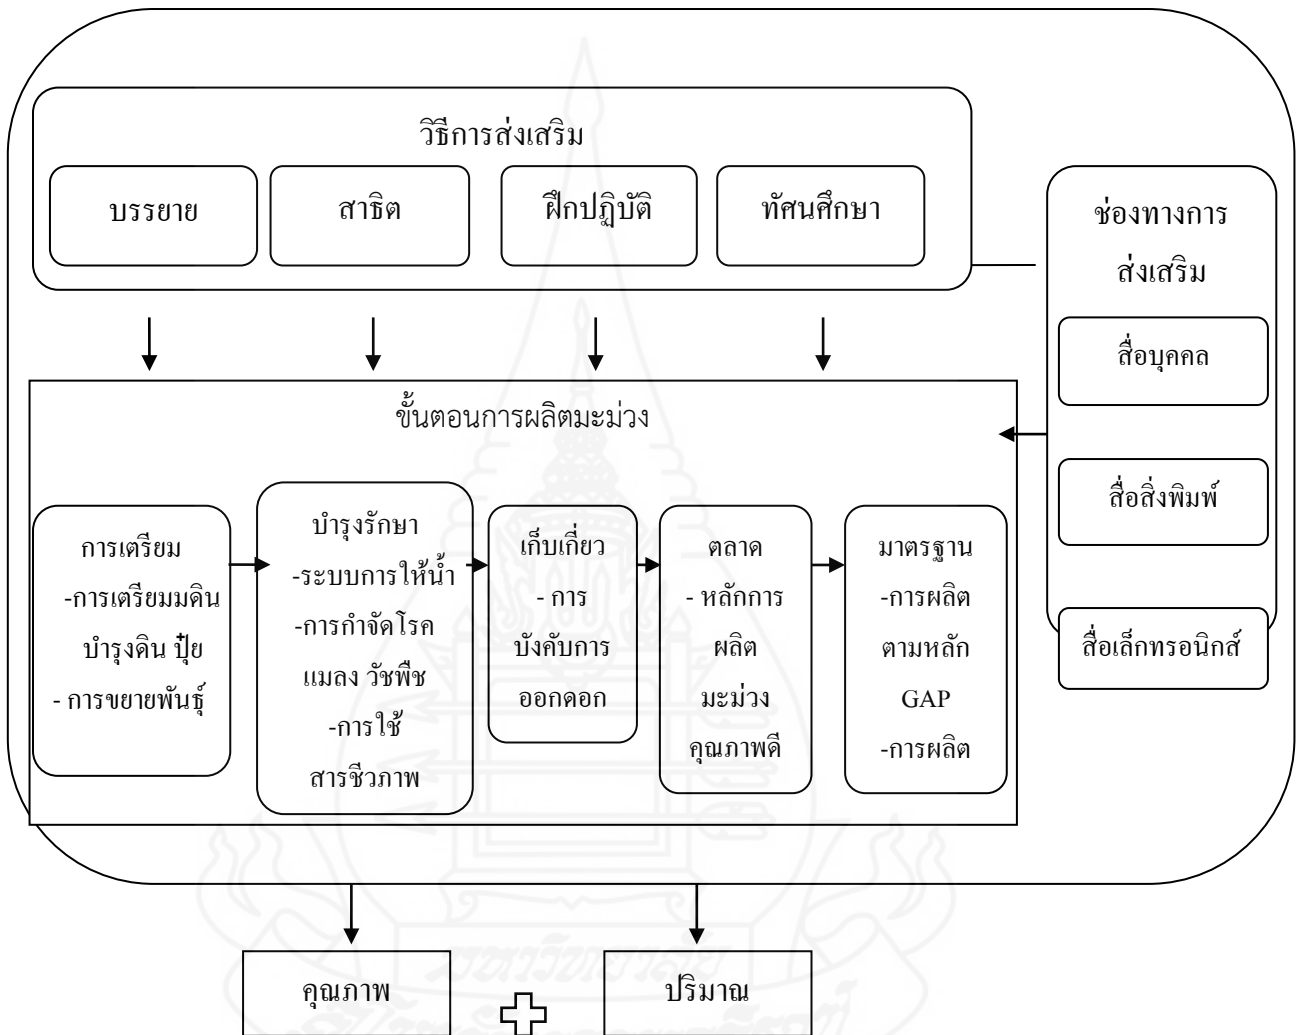 วิธีการส่งเสริม
บรรยาย
สาธิต
ฝึกปฏิบัติ
ทัศนศึกษา
ช่องทางการ
ส่งเสริม
สื่อบุคคล
สื่อสิ่งพิมพ์
สื่อเล็กทรอนิกส์
ขั้นตอนการผลิตมะม่วง
การเตรียม
-การเตรียมมดิน
บำรุงดิน ปุ๋ย
- การขยายพันธุ์
บำรุงรักษา
-ระบบการให้น้ำ
-การกำจัดโรค
แมลง วัชพืช
-การใช้
สารชีวภาพ
เก็บเกี่ยว
- การ
บังคับการ
ออกดอก
ตลาด
- หลักการ
ผลิต
มะม่วง
คุณภาพดี
มาตรฐาน
-การผลิต
ตามหลัก
GAP
-การผลิต
คุณภาพ
ปริมาณ
มหาวิทยาลัย